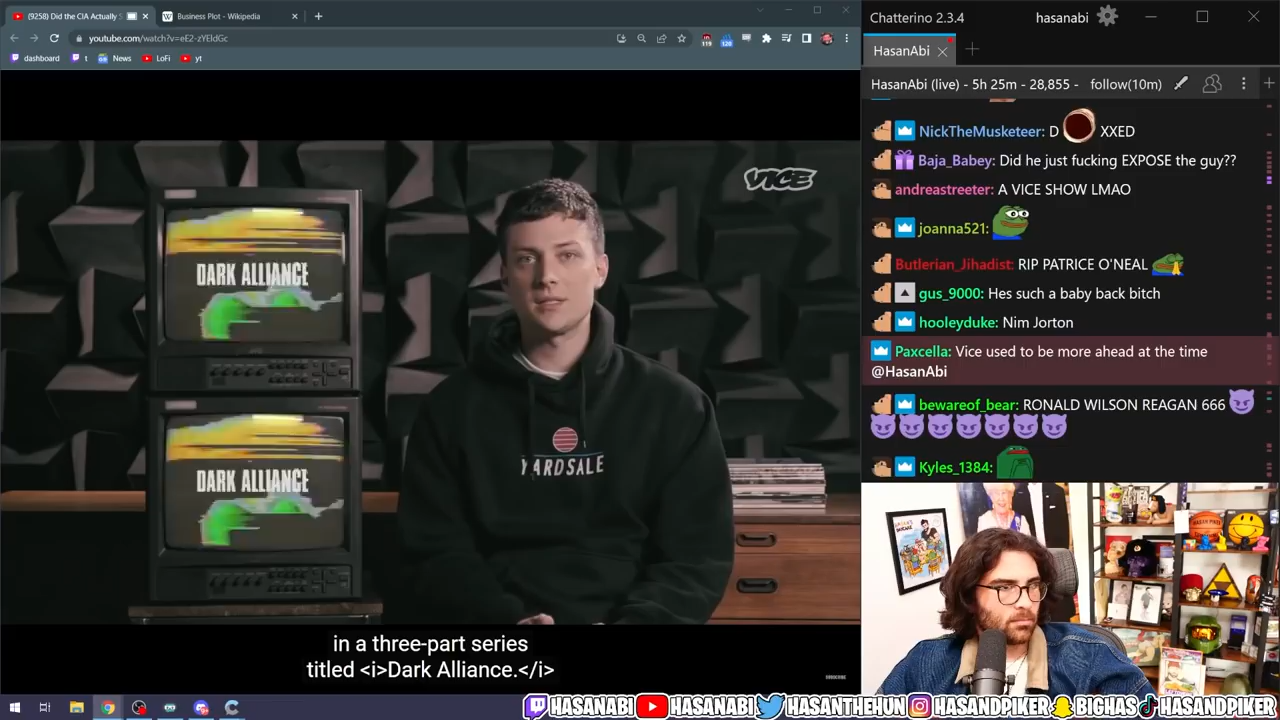 (9258) Did the CIA Actually S
Business Plot - Wikipedia
Chatterino 2.3.4
hasanabi
youtube.com/watch?v=eF2-zYEldGc
119
120
dashboard
t
News
LoFi
yt
HasanAbi
HasanAbi (live) - 5h 25m - 28,855 -
follow(10m)
NickTheMusketeer: D XXED
Baja_Babey: Did he just fucking EXPOSE the guy??
andreastreeter: A VICE SHOW LMAO
joanna521:
Butlerian_Jihadist: RIP PATRICE O'NEAL
gus_9000: Hes such a baby back bitch
hooleyduke: Nim Jorton
Paxcella: Vice used to be more ahead at the time
@HasanAbi
bewareof_bear: RONALD WILSON REAGAN 666
Kyles_1384:
VICE
DARK ALLIANCE
DARK ALLIANCE
YARDSALE
in a three-part series
titled <i>Dark Alliance.</i>
SUBSCRIBE
HASANABI
HASANABI
HASANTHEHUN
HASANDPIKER
BIGHAS
HASANDPIKER